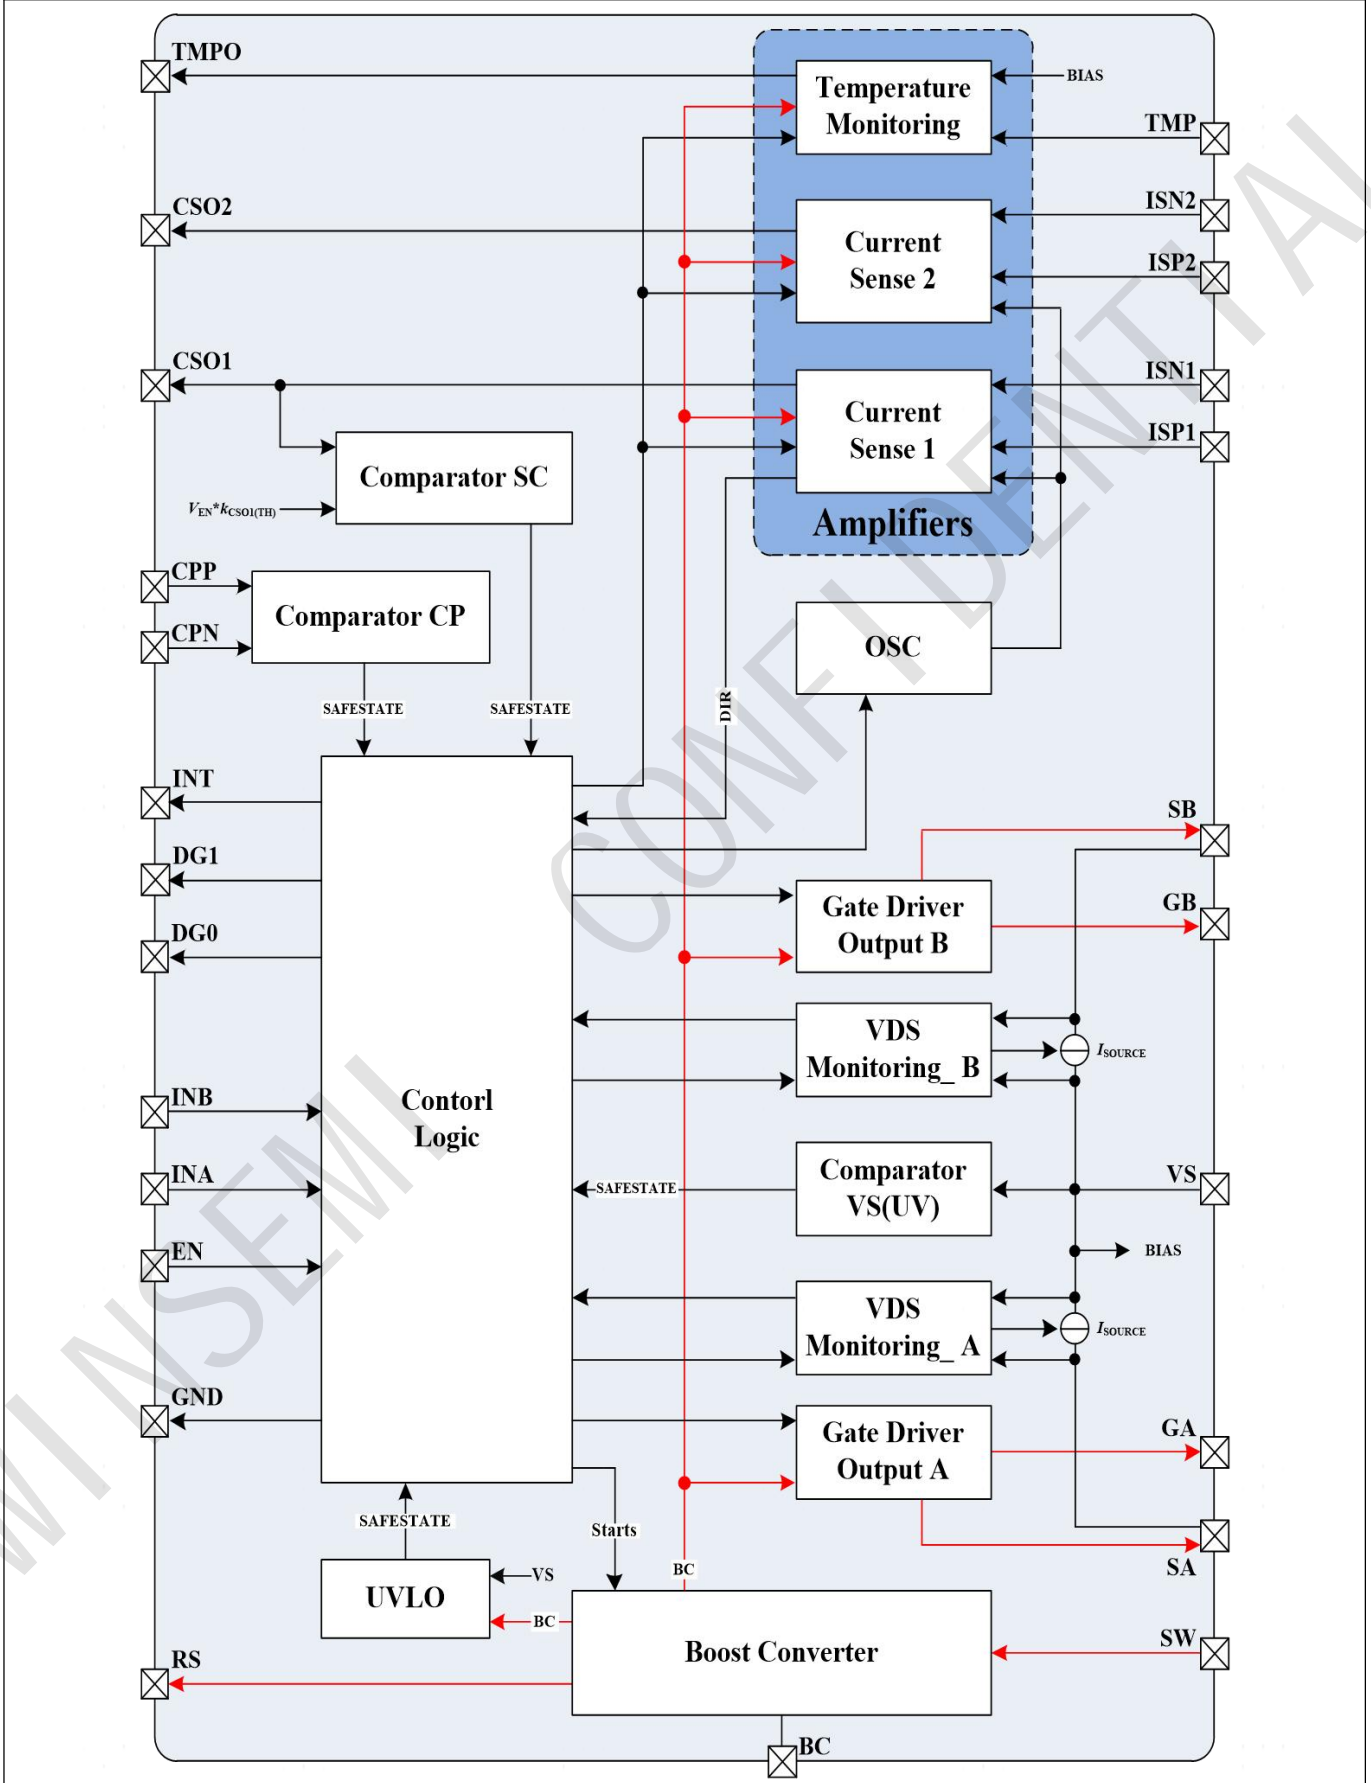 TMPO
Temperature
Monitoring
BIAS
TMP
CSO2
Current
Sense 2
ISN2
ISP2
CSO1
Current
Sense 1
ISN1
ISP1
Amplifiers
Comparator SC
VEN*kCSO1(TH)
CPP
CPN
Comparator CP
OSC
SAFESTATE
SAFESTATE
DIR
INT
DG1
DG0
SB
GB
Gate Driver
Output B
VDS
Monitoring_ B
ISOURCE
Contorl
Logic
INB
INA
EN
SAFESTATE
Comparator
VS(UV)
VS
BIAS
VDS
Monitoring_ A
ISOURCE
GND
Gate Driver
Output A
GA
SA
SAFESTATE
Starts
BC
UVLO
VS
BC
Boost Converter
SW
RS
BC
WINSEMI CONFIDENTIAL